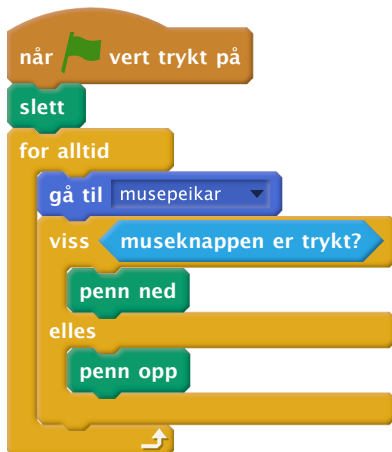 når vert trykt på
slett
for alltid
gå til musepeikar
viss museknappen er trykt?
penn ned
elles
penn opp